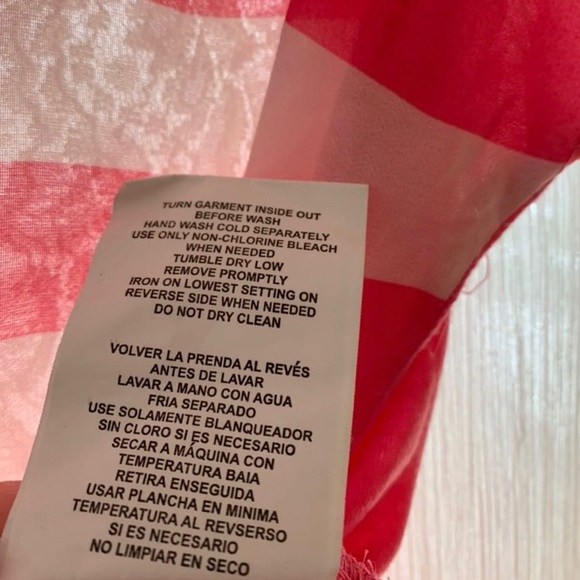 TURN GARMENT INSIDE OUT
BEFORE WASH
HAND WASH COLD SEPARATELY
USE ONLY NON-CHLORINE BLEACH
WHEN NEEDED
TUMBLE DRY LOW
REMOVE PROMPTLY
IRON ON LOWEST SETTING ON
REVERSE SIDE WHEN NEEDED
DO NOT DRY CLEAN
VOLVER LA PRENDA AL REVÉS
ANTES DE LAVAR
LAVAR A MANO CON AGUA
FRIA SEPARADO
USE SOLAMENTE BLANQUEADOR
SIN CLORO SI ES NECESARIO
SECAR A MÁQUINA CON
TEMPERATURA BAIA
RETIRA ENSEGUIDA
USAR PLANCHA EN MINIMA
TEMPERATURA AL REVSERSO
SI ES NECESARIO
NO LIMPIAR EN SECO